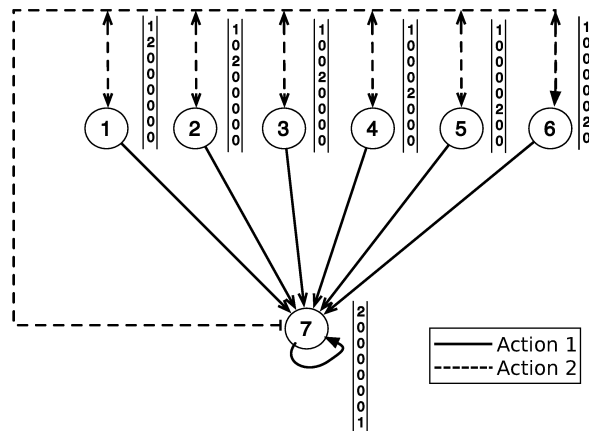 1 2 0 0 0 0 0 0
1 0 2 0 0 0 0 0
1 0 0 2 0 0 0 0
1 0 0 0 2 0 0 0
1 0 0 0 0 2 0 0
1 0 0 0 0 0 2 0
1 2 3 4 5 6
7
2 0 0 0 0 0 0 1
Action 1
Action 2